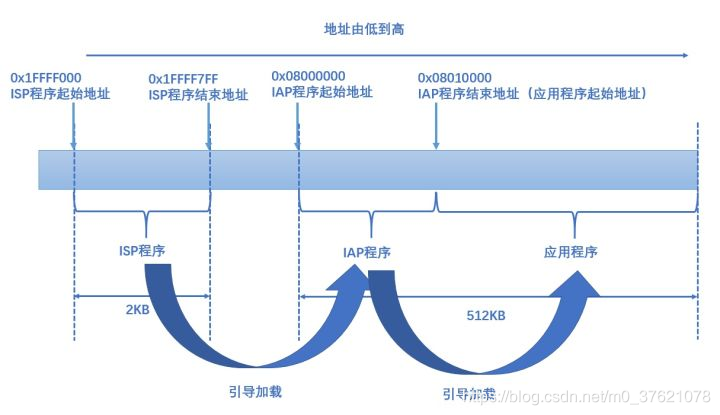 地址由低到高
0x1FFFF000
ISP程序起始地址
0x1FFFF7FF
ISP程序结束地址
0x08000000
IAP程序起始地址
0x08010000
IAP程序结束地址（应用程序起始地址）
ISP程序
IAP程序
应用程序
2KB
512KB
引导加载
引导加载
https://blog.csdn.net/m0_37621078